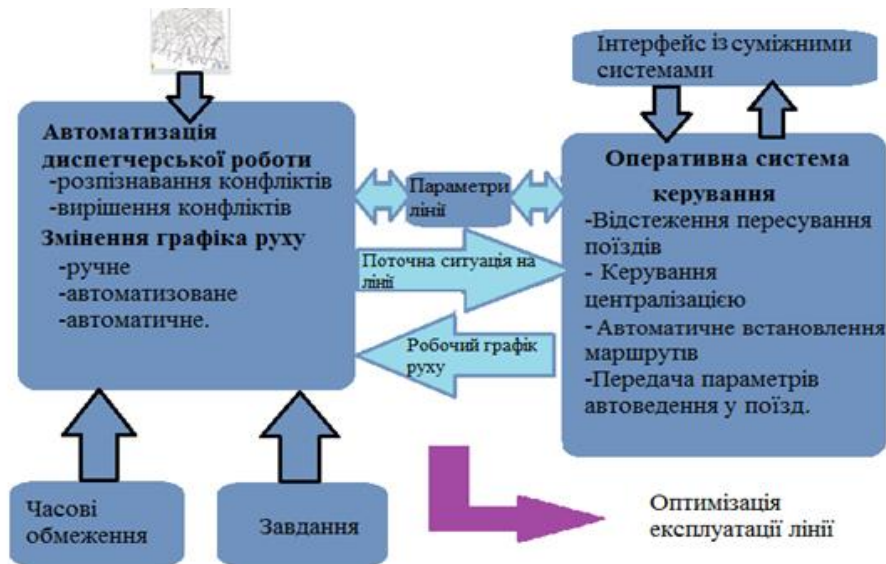 Інтерфейс із суміжними
системами
Автоматизація
диспетчерської роботи
-розпізнавання конфліктів
-вирішення конфліктів
Змінення графіка руху
-ручне
-автоматизоване
-автоматичне.
Параметри
лінії
Поточна ситуація на
лінії
Робочий графік
руху
Оперативна система
керування
-Відстеження пересування
поїздів
- Керування
централізацією
-Автоматичне встановлення
маршрутів
-Передача параметрів
автоведення у поїзд.
Часові
обмеження
Завдання
Оптимізація
експлуатації лінії